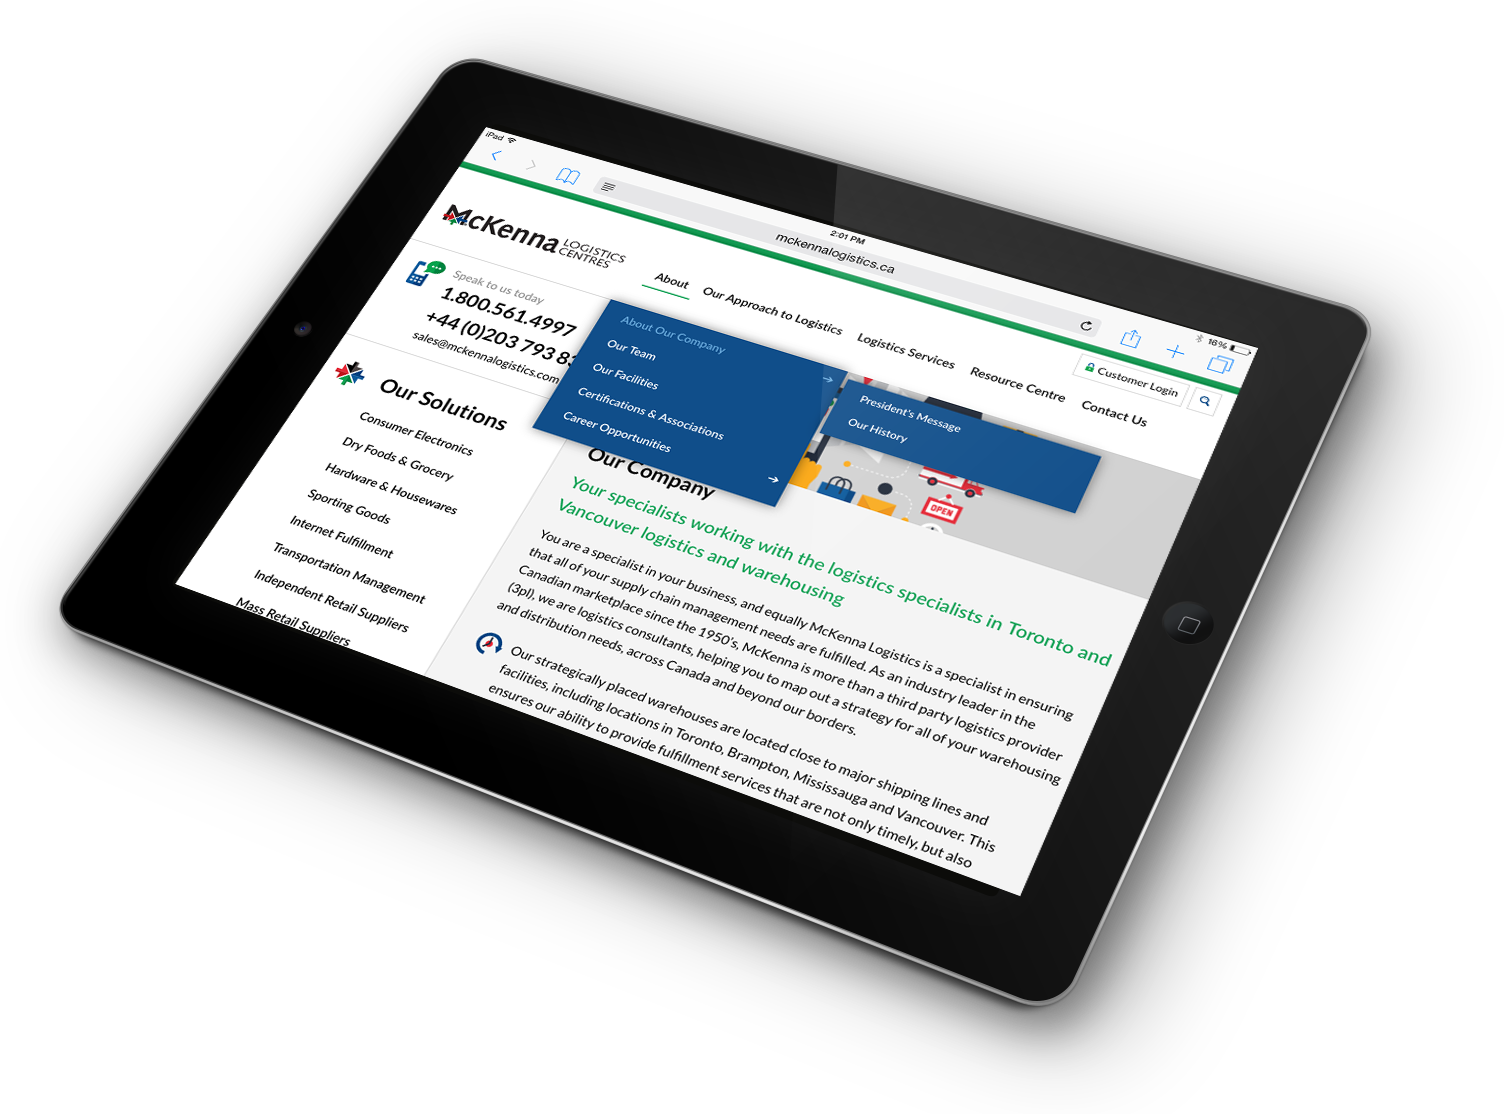 iPad
2:01 PM
16%
mckennalogistics.ca
McKenna LOGISTICS
CENTRES
Customer Login
About
Our Approach to Logistics
Logistics Services
Resource Centre
Contact Us
Speak to us today
1.800.561.4997
+44 (0)203 793 83
sales@mckennalogistics.com
About Our Company
Our Team
Our Facilities
Certifications & Associations
Career Opportunities
President's Message
Our History
OPEN
Our Solutions
Consumer Electronics
Dry Foods & Grocery
Hardware & Housewares
Sporting Goods
Internet Fulfillment
Transportation Management
Independent Retail Suppliers
Mass Retail Suppliers
Our Company
Your specialists working with the logistics specialists in Toronto and
Vancouver logistics and warehousing
You are a specialist in your business, and equally McKenna Logistics is a specialist in ensuring
that all of your supply chain management needs are fulfilled. As an industry leader in the
Canadian marketplace since the 1950's, McKenna is more than a third party logistics provider
(3pl), we are logistics consultants, helping you to map out a strategy for all of your warehousing
and distribution needs, across Canada and beyond our borders.
Our strategically placed warehouses are located close to major shipping lines and
facilities, including locations in Toronto, Brampton, Mississauga and Vancouver. This
ensures our ability to provide fulfillment services that are not only timely, but also